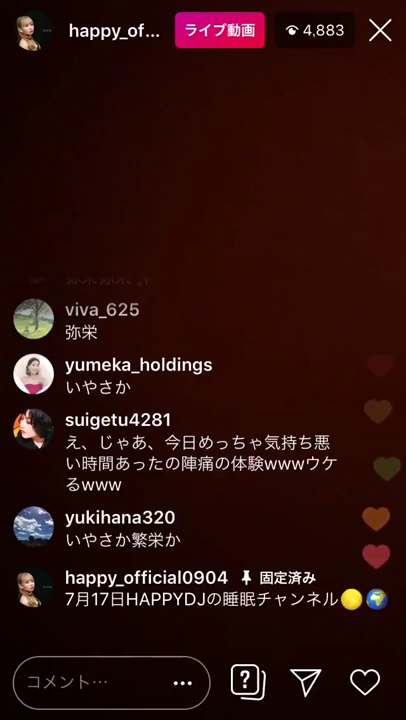 happy_of...
ライブ動画
4,883
viva_625
弥栄
yumeka_holdings
いやさか
suigetu4281
え、じゃあ、今日めっちゃ気持ち悪
い時間あったの陣痛の体験wwwウケ
るwww
yukihana320
いやさか繁栄か
happy_official0904 固定済み
7月17日HAPPYDJの睡眠チャンネル🌕🌍
コメント…